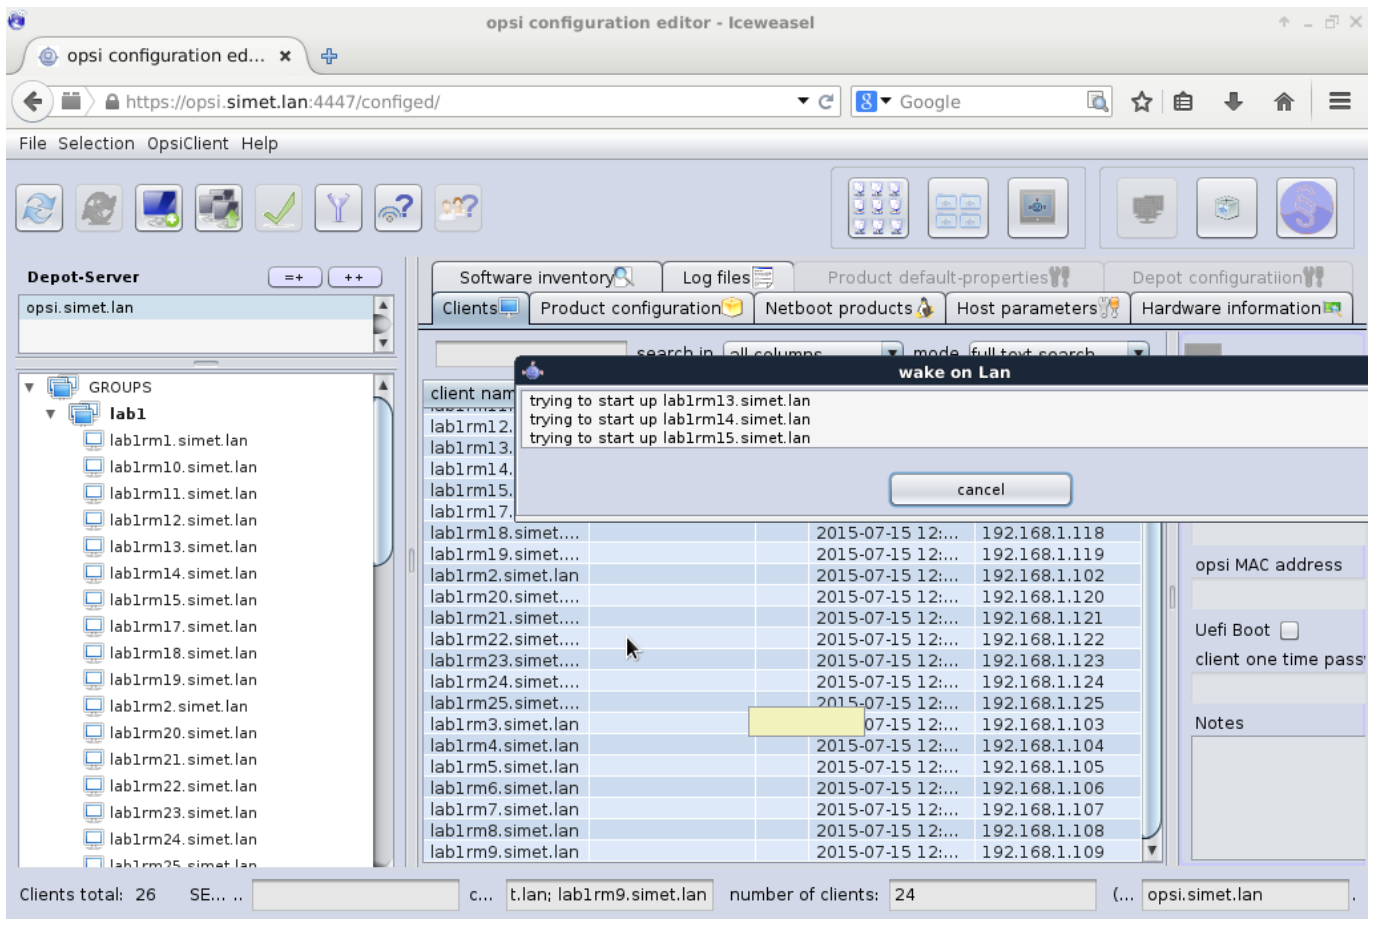 opsi configuration editor - Iceweasel
opsi configuration ed...
https://opsi.simet.lan:4447/configed/
Google
File Selection OpsiClient Help
Depot-Server
=+
++
opsi.simet.lan
GROUPS
lab1
lab1rm1.simet.lan
lab1rm10.simet.lan
lab1rm11.simet.lan
lab1rm12.simet.lan
lab1rm13.simet.lan
lab1rm14.simet.lan
lab1rm15.simet.lan
lab1rm17.simet.lan
lab1rm18.simet.lan
lab1rm19.simet.lan
lab1rm2.simet.lan
lab1rm20.simet.lan
lab1rm21.simet.lan
lab1rm22.simet.lan
lab1rm23.simet.lan
lab1rm24.simet.lan
lab1rm25.simet.lan
Software inventory Log files Product default-properties Depot configuratiion
Clients Product configuration Netboot products Host parameters Hardware information
search in all columns mode full text search
wake on Lan
trying to start up lab1rm13.simet.lan
trying to start up lab1rm14.simet.lan
trying to start up lab1rm15.simet.lan
cancel
client nam
lab1rm12.
lab1rm13.
lab1rm14.
lab1rm15.
lab1rm17.
lab1rm18.simet.... 2015-07-15 12:... 192.168.1.118
lab1rm19.simet.... 2015-07-15 12:... 192.168.1.119
lab1rm2.simet.lan 2015-07-15 12:... 192.168.1.102
lab1rm20.simet.... 2015-07-15 12:... 192.168.1.120
lab1rm21.simet.... 2015-07-15 12:... 192.168.1.121
lab1rm22.simet.... 2015-07-15 12:... 192.168.1.122
lab1rm23.simet.... 2015-07-15 12:... 192.168.1.123
lab1rm24.simet.... 2015-07-15 12:... 192.168.1.124
lab1rm25.simet.... 2015-07-15 12:... 192.168.1.125
lab1rm3.simet.lan 07-15 12:... 192.168.1.103
lab1rm4.simet.lan 2015-07-15 12:... 192.168.1.104
lab1rm5.simet.lan 2015-07-15 12:... 192.168.1.105
lab1rm6.simet.lan 2015-07-15 12:... 192.168.1.106
lab1rm7.simet.lan 2015-07-15 12:... 192.168.1.107
lab1rm8.simet.lan 2015-07-15 12:... 192.168.1.108
lab1rm9.simet.lan 2015-07-15 12:... 192.168.1.109
opsi MAC address
Uefi Boot
client one time pass
Notes
Clients total: 26 SE... .. c... t.lan; lab1rm9.simet.lan number of clients: 24 (... opsi.simet.lan .